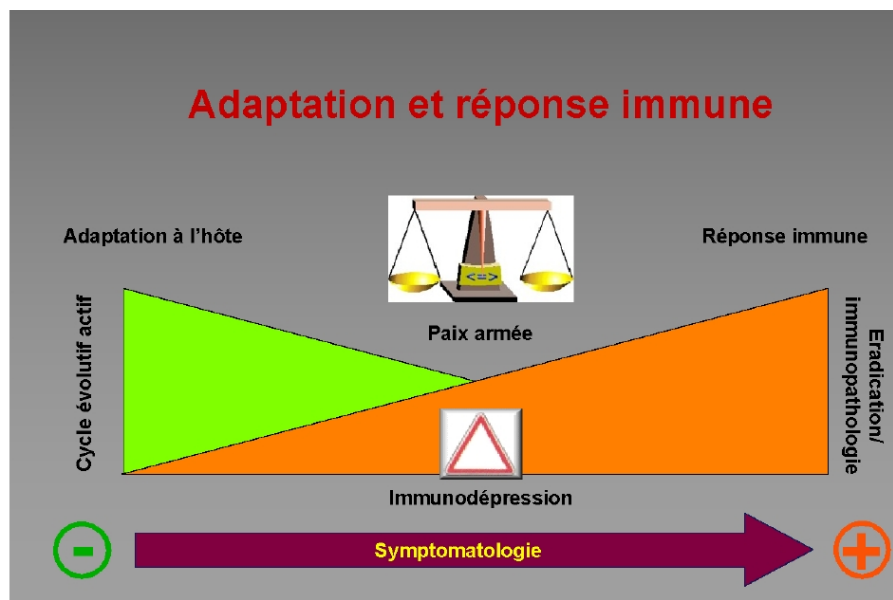 Adaptation et réponse immune
Adaptation à l'hôte
Réponse immune
<=>
Paix armée
Cycle évolutif actif
Eradication/
immunopathologie
Immunodépression
-
Symptomatologie
+